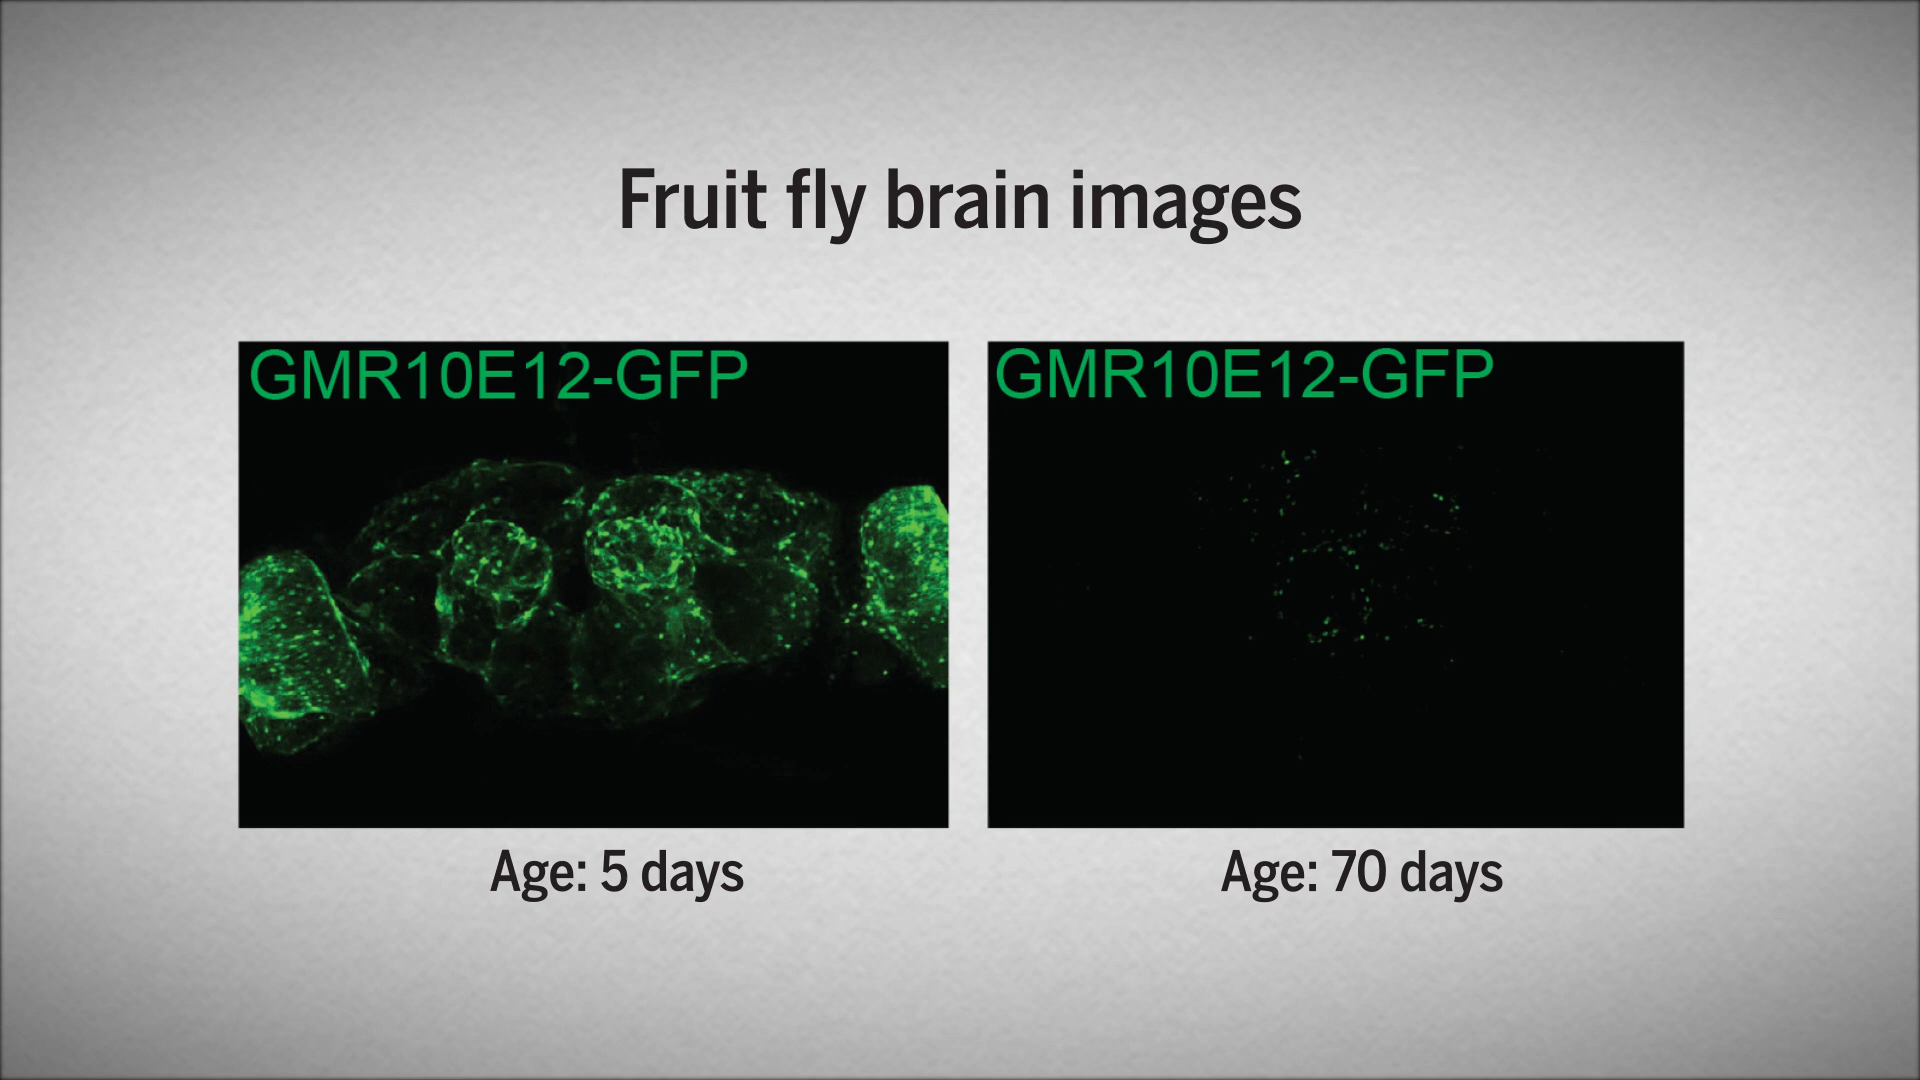 Fruit fly brain images
GMR10E12-GFP
GMR10E12-GFP
Age: 5 days
Age: 70 days